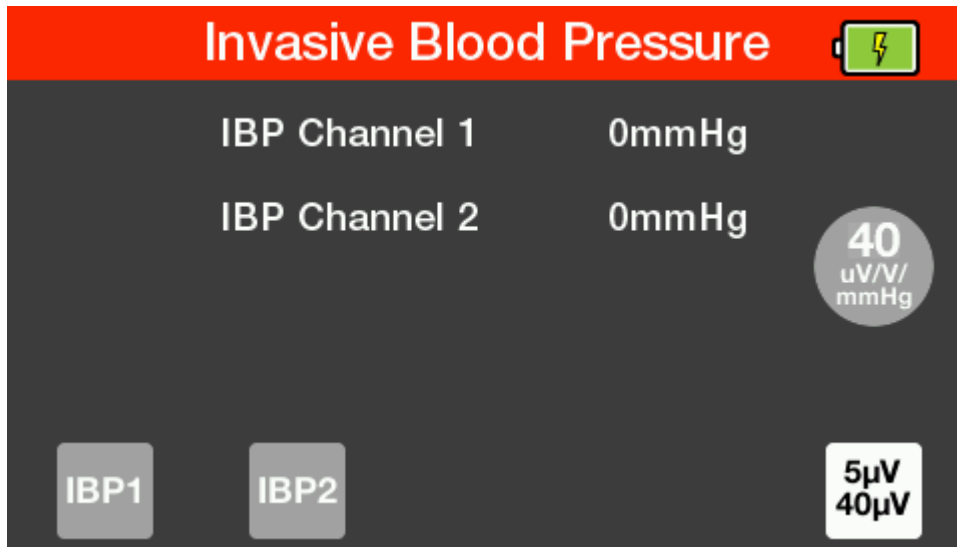 Invasive Blood Pressure
IBP Channel 1 0mmHg
IBP Channel 2 0mmHg
40
uV/V/
mmHg
IBP1
IBP2
5µV
40µV